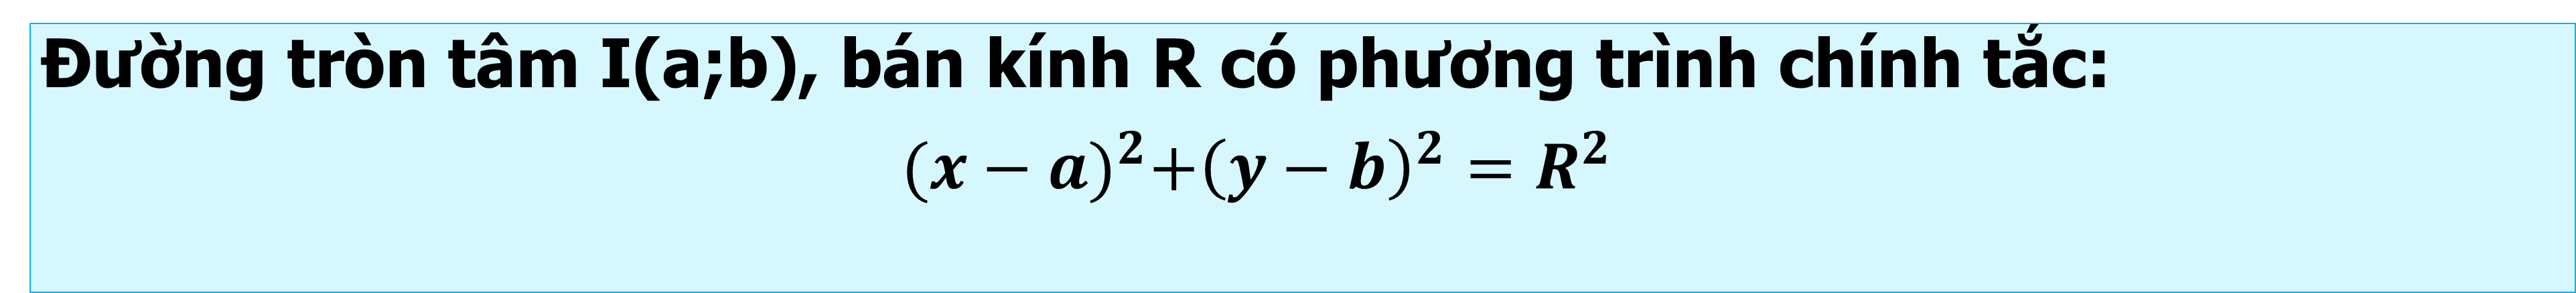 Đường tròn tâm I(a;b), bán kính R có phương trình chính tắc:
(x − a)²+(y − b)² = R²